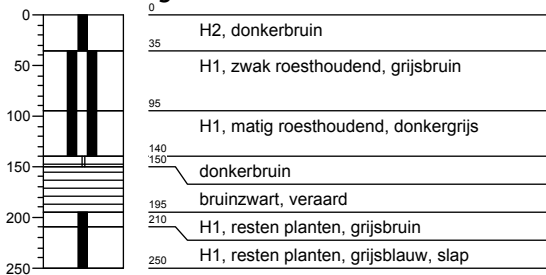 0
0
H2, donkerbruin
35
50
H1, zwak roesthoudend, grijsbruin
95
100
H1, matig roesthoudend, donkergrijs
140
150
150
donkerbruin
bruinzwart, veraard
195
200
210
H1, resten planten, grijsbruin
H1, resten planten, grijsblauw, slap
250
250